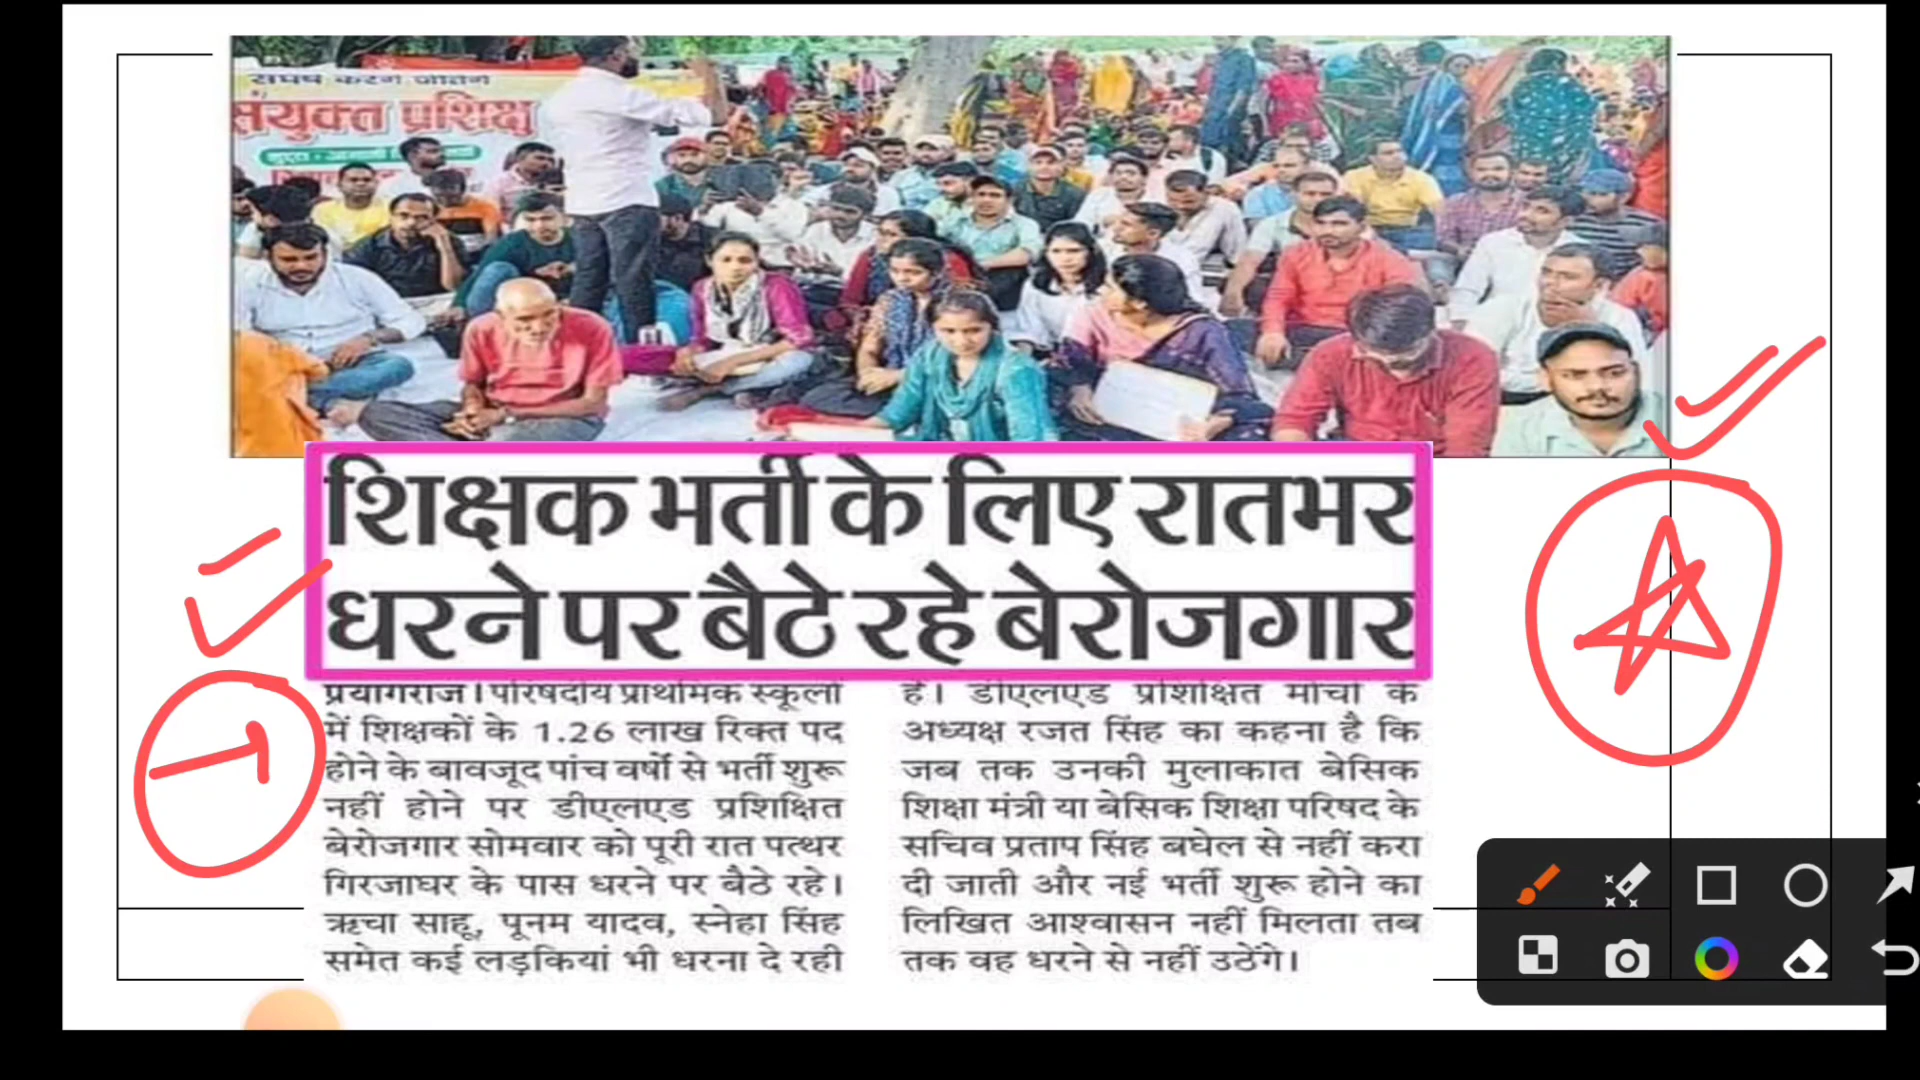 संघर्ष करेंगे जीतेंगे
संयुक्त प्रशिक्षु
शिक्षक भर्ती के लिए रातभर
धरने पर बैठे रहे बेरोजगार
प्रयागराज। परिषदीय प्राथमिक स्कूलों
में शिक्षकों के 1.26 लाख रिक्त पद
होने के बावजूद पांच वर्षों से भर्ती शुरू
नहीं होने पर डीएलएड प्रशिक्षित
बेरोजगार सोमवार को पूरी रात पत्थर
गिरजाघर के पास धरने पर बैठे रहे।
ऋचा साहू, पूनम यादव, स्नेहा सिंह
समेत कई लड़कियां भी धरना दे रही
हैं। डीएलएड प्रशिक्षित मोर्चा के
अध्यक्ष रजत सिंह का कहना है कि
जब तक उनकी मुलाकात बेसिक
शिक्षा मंत्री या बेसिक शिक्षा परिषद के
सचिव प्रताप सिंह बघेल से नहीं करा
दी जाती और नई भर्ती शुरू होने का
लिखित आश्वासन नहीं मिलता तब
तक वह धरने से नहीं उठेंगे।